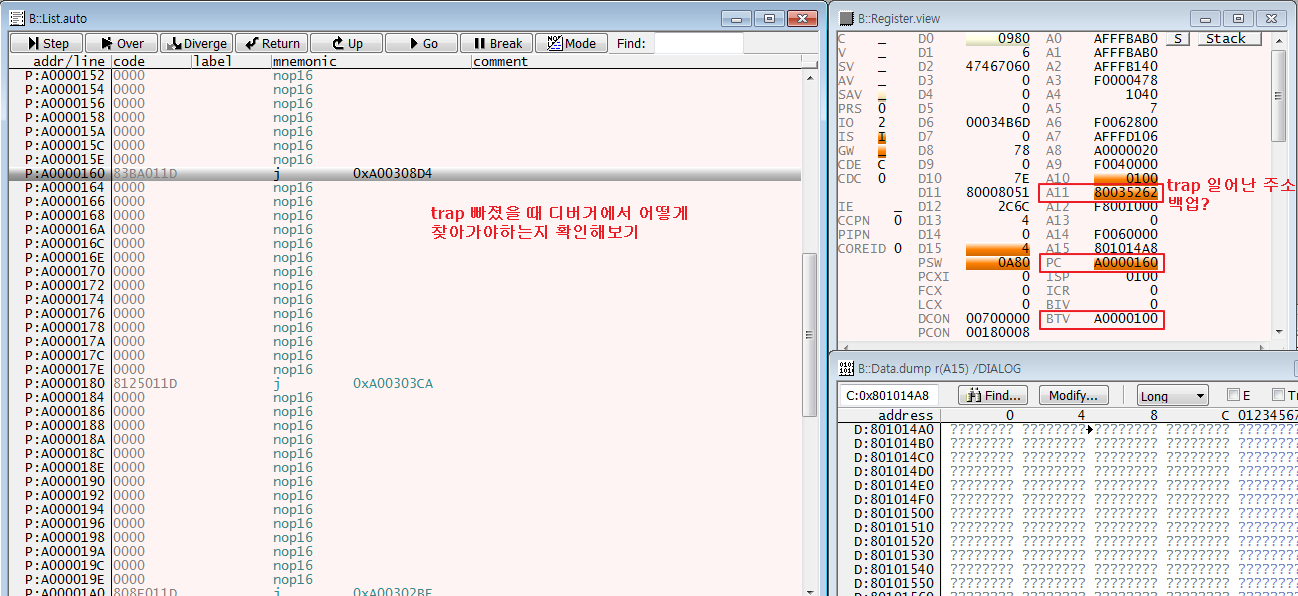 B::List.auto
Step Over Diverge Return Up Go Break Mode Find:
addr/line code label mnemonic comment
P:A0000152 0000 nop16
P:A0000154 0000 nop16
P:A0000156 0000 nop16
P:A0000158 0000 nop16
P:A000015A 0000 nop16
P:A000015C 0000 nop16
P:A000015E 0000 nop16
P:A0000160 83BA011D j 0xA00308D4
P:A0000164 0000 nop16
P:A0000166 0000 nop16
P:A0000168 0000 nop16
P:A000016A 0000 nop16
P:A000016C 0000 nop16
P:A000016E 0000 nop16
P:A0000170 0000 nop16
P:A0000172 0000 nop16
P:A0000174 0000 nop16
P:A0000176 0000 nop16
P:A0000178 0000 nop16
P:A000017A 0000 nop16
P:A000017C 0000 nop16
P:A000017E 0000 nop16
P:A0000180 8125011D j 0xA00303CA
P:A0000184 0000 nop16
P:A0000186 0000 nop16
P:A0000188 0000 nop16
P:A000018A 0000 nop16
P:A000018C 0000 nop16
P:A000018E 0000 nop16
P:A0000190 0000 nop16
P:A0000192 0000 nop16
P:A0000194 0000 nop16
P:A0000196 0000 nop16
P:A0000198 0000 nop16
P:A000019A 0000 nop16
P:A000019C 0000 nop16
P:A000019E 0000 nop16
P:A00001A0 808F011D j 0xA00302BE
trap 빠졌을 때 디버거에서 어떻게
찾아가야하는지 확인해보기
B::Register.view
C _ D0 0980 A0 AFFFBAB0 S Stack
V _ D1 6 A1 AFFFBAB0
SV _ D2 47467060 A2 AFFFB140
AV _ D3 0 A3 F0000478
SAV _ D4 0 A4 1040
PRS 0 D5 0 A5 7
IO 2 D6 00034B6D A6 F0062800
IS I D7 0 A7 AFFFD106
GW D8 78 A8 A0000020
CDE C D9 0 A9 F0040000
CDC 0 D10 7E A10 0100
D11 80008051 A11 80035262
IE _ D12 2C6C A12 F8001000
CCPN 0 D13 4 A13 0
PIPN D14 0 A14 F0060000
COREID 0 D15 4 A15 801014A8
PSW 0A80 PC A0000160
PCXI 0 ISP 0100
FCX 0 ICR 0
LCX 0 BIV 0
DCON 00700000 BTV A0000100
PCON 00180008
trap 일어난 주소
백업?
B::Data.dump r(A15) /DIALOG
C:0x801014A8 Find... Modify... Long E
address 0 4 8 C 01234567
D:801014A0 ???????? ???????? ???????? ???????? ????????
D:801014B0 ???????? ???????? ???????? ???????? ????????
D:801014C0 ???????? ???????? ???????? ???????? ????????
D:801014D0 ???????? ???????? ???????? ???????? ????????
D:801014E0 ???????? ???????? ???????? ???????? ????????
D:801014F0 ???????? ???????? ???????? ???????? ????????
D:80101500 ???????? ???????? ???????? ???????? ????????
D:80101510 ???????? ???????? ???????? ???????? ????????
D:80101520 ???????? ???????? ???????? ???????? ????????
D:80101530 ???????? ???????? ???????? ???????? ????????
D:80101540 ???????? ???????? ???????? ???????? ????????
D:80101550 ???????? ???????? ???????? ???????? ????????
D:80101560 ???????? ???????? ???????? ???????? ????????